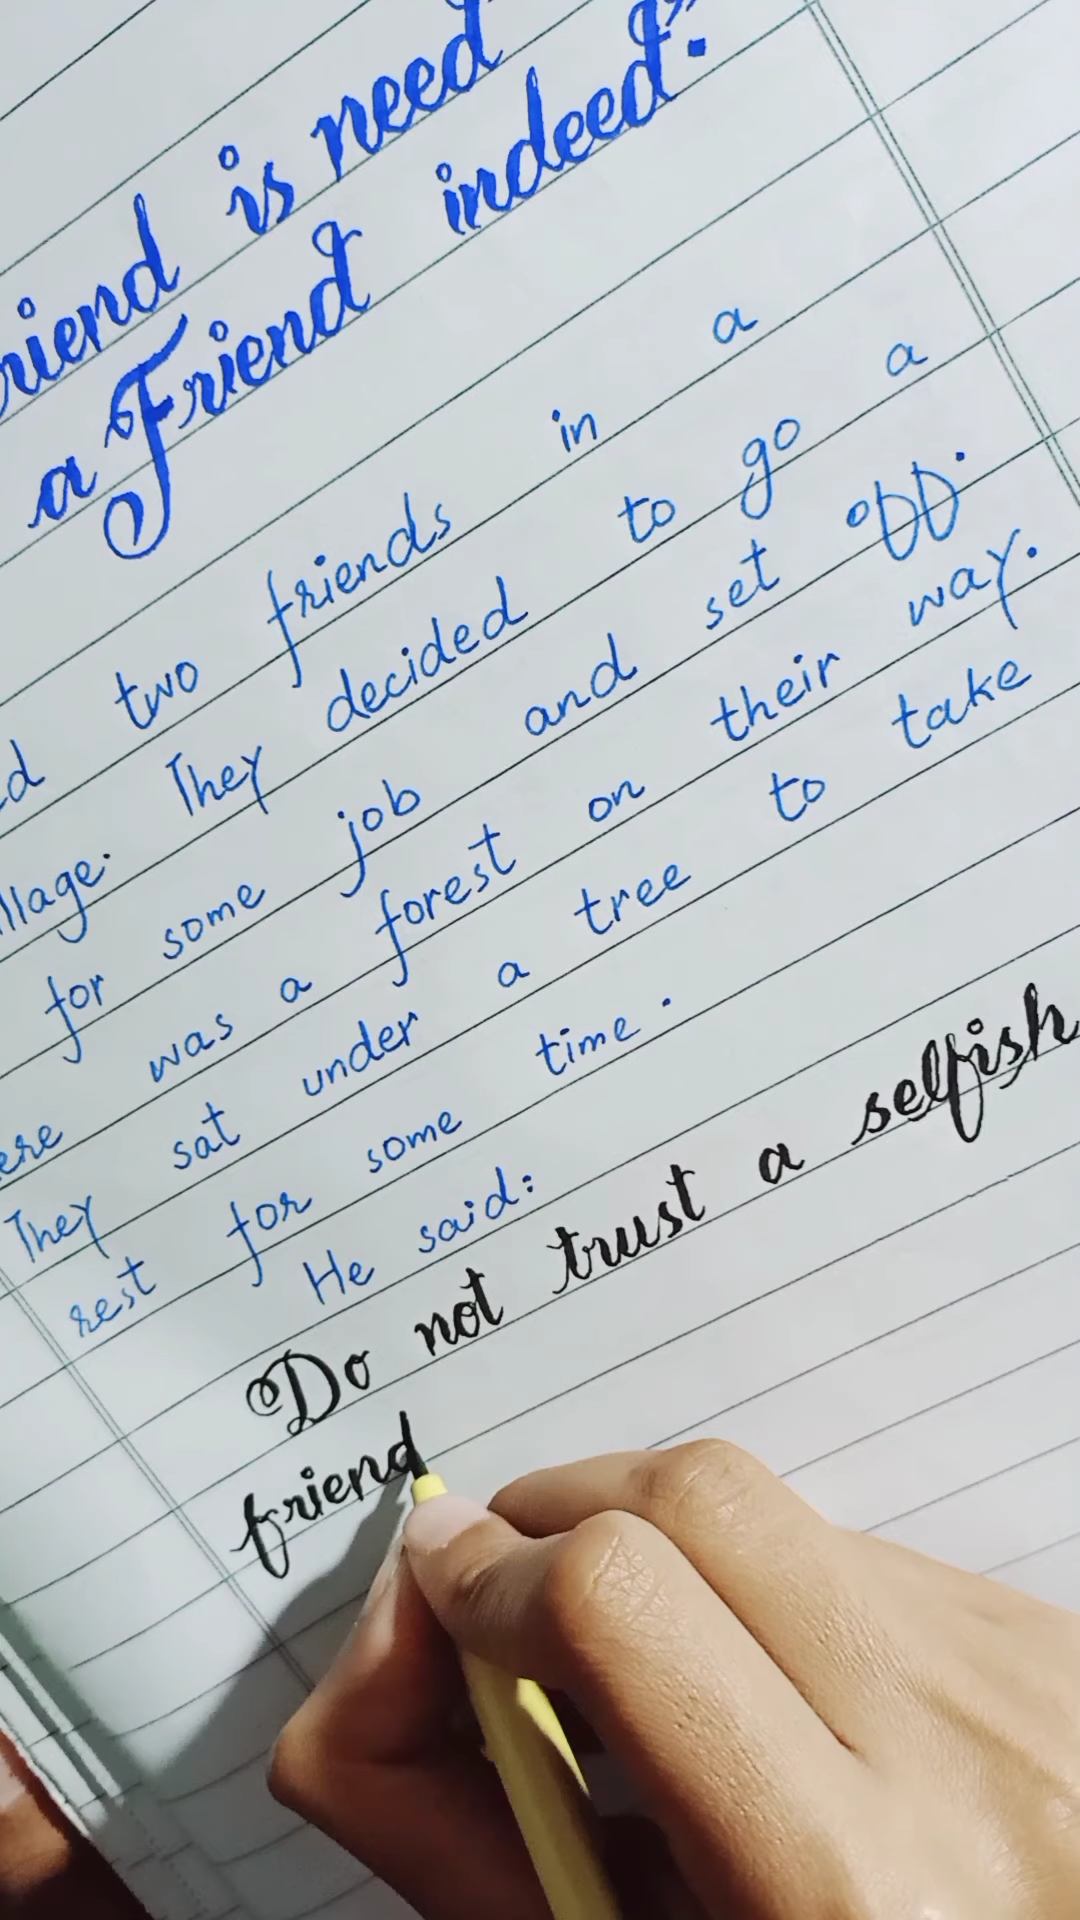 riend is need
a Friend indeed".
d two friends in a
llage. They decided to go a
for some job and set off.
ere was a forest on their way.
They sat under a tree to take
rest for some time.
He said:
Do not trust a selfish
friend